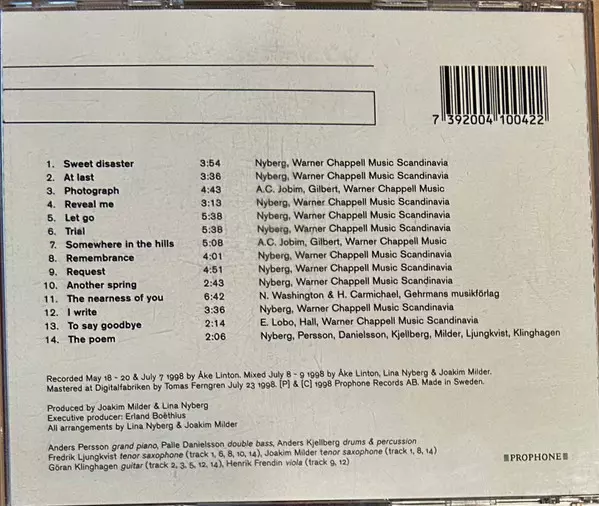 7 392004 100422
1. Sweet disaster 3:54 Nyberg, Warner Chappell Music Scandinavia
2. At last 3:36 Nyberg, Warner Chappell Music Scandinavia
3. Photograph 4:43 A.C. Jobim, Gilbert, Warner Chappell Music
4. Reveal me 3:13 Nyberg, Warner Chappell Music Scandinavia
5. Let go 5:38 Nyberg, Warner Chappell Music Scandinavia
6. Trial 5:38 Nyberg, Warner Chappell Music Scandinavia
7. Somewhere in the hills 5:08 A.C. Jobim, Gilbert, Warner Chappell Music
8. Remembrance 4:01 Nyberg, Warner Chappell Music Scandinavia
9. Request 4:51 Nyberg, Warner Chappell Music Scandinavia
10. Another spring 2:43 Nyberg, Warner Chappell Music Scandinavia
11. The nearness of you 6:42 N. Washington & H. Carmichael, Gehrmans musikförlag
12. I write 3:36 Nyberg, Warner Chappell Music Scandinavia
13. To say goodbye 2:14 E. Lobo, Hall, Warner Chappell Music Scandinavia
14. The poem 2:06 Nyberg, Persson, Danielsson, Kjellberg, Milder, Ljungkvist, Klinghagen
Recorded May 18 - 20 & July 7 1998 by Åke Linton. Mixed July 8 - 9 1998 by Åke Linton, Lina Nyberg & Joakim Milder.
Mastered at Digitalfabriken by Tomas Ferngren July 23 1998. [P] & [C] 1998 Prophone Records AB. Made in Sweden.
Produced by Joakim Milder & Lina Nyberg
Executive producer: Erland Boëthius
All arrangements by Lina Nyberg & Joakim Milder
Anders Persson grand piano, Palle Danielsson double bass, Anders Kjellberg drums & percussion
Fredrik Ljungkvist tenor saxophone (track 1, 6, 8, 10, 14), Joakim Milder tenor saxophone (track 1, 8, 14)
Göran Klinghagen guitar (track 2, 3, 5, 12, 14), Henrik Frendin viola (track 9, 12)
PROPHONE